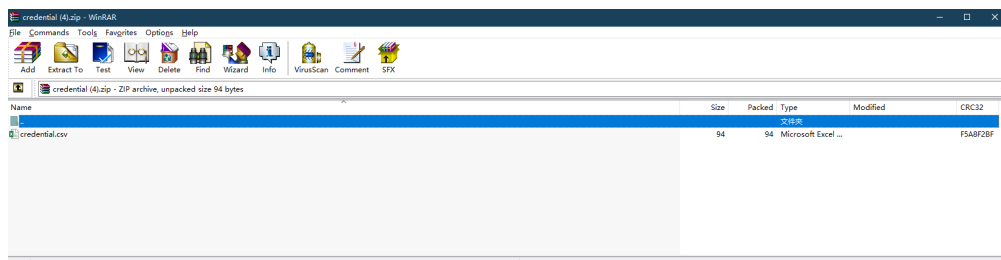 credential (4).zip - WinRAR
File Commands Tools Favorites Options Help
Add Extract To Test View Delete Find Wizard Info VirusScan Comment SFX
credential (4).zip - ZIP archive, unpacked size 94 bytes
Name Size Packed Type Modified CRC32
.. 文件夹
credential.csv 94 94 Microsoft Excel ... F5A8F2BF